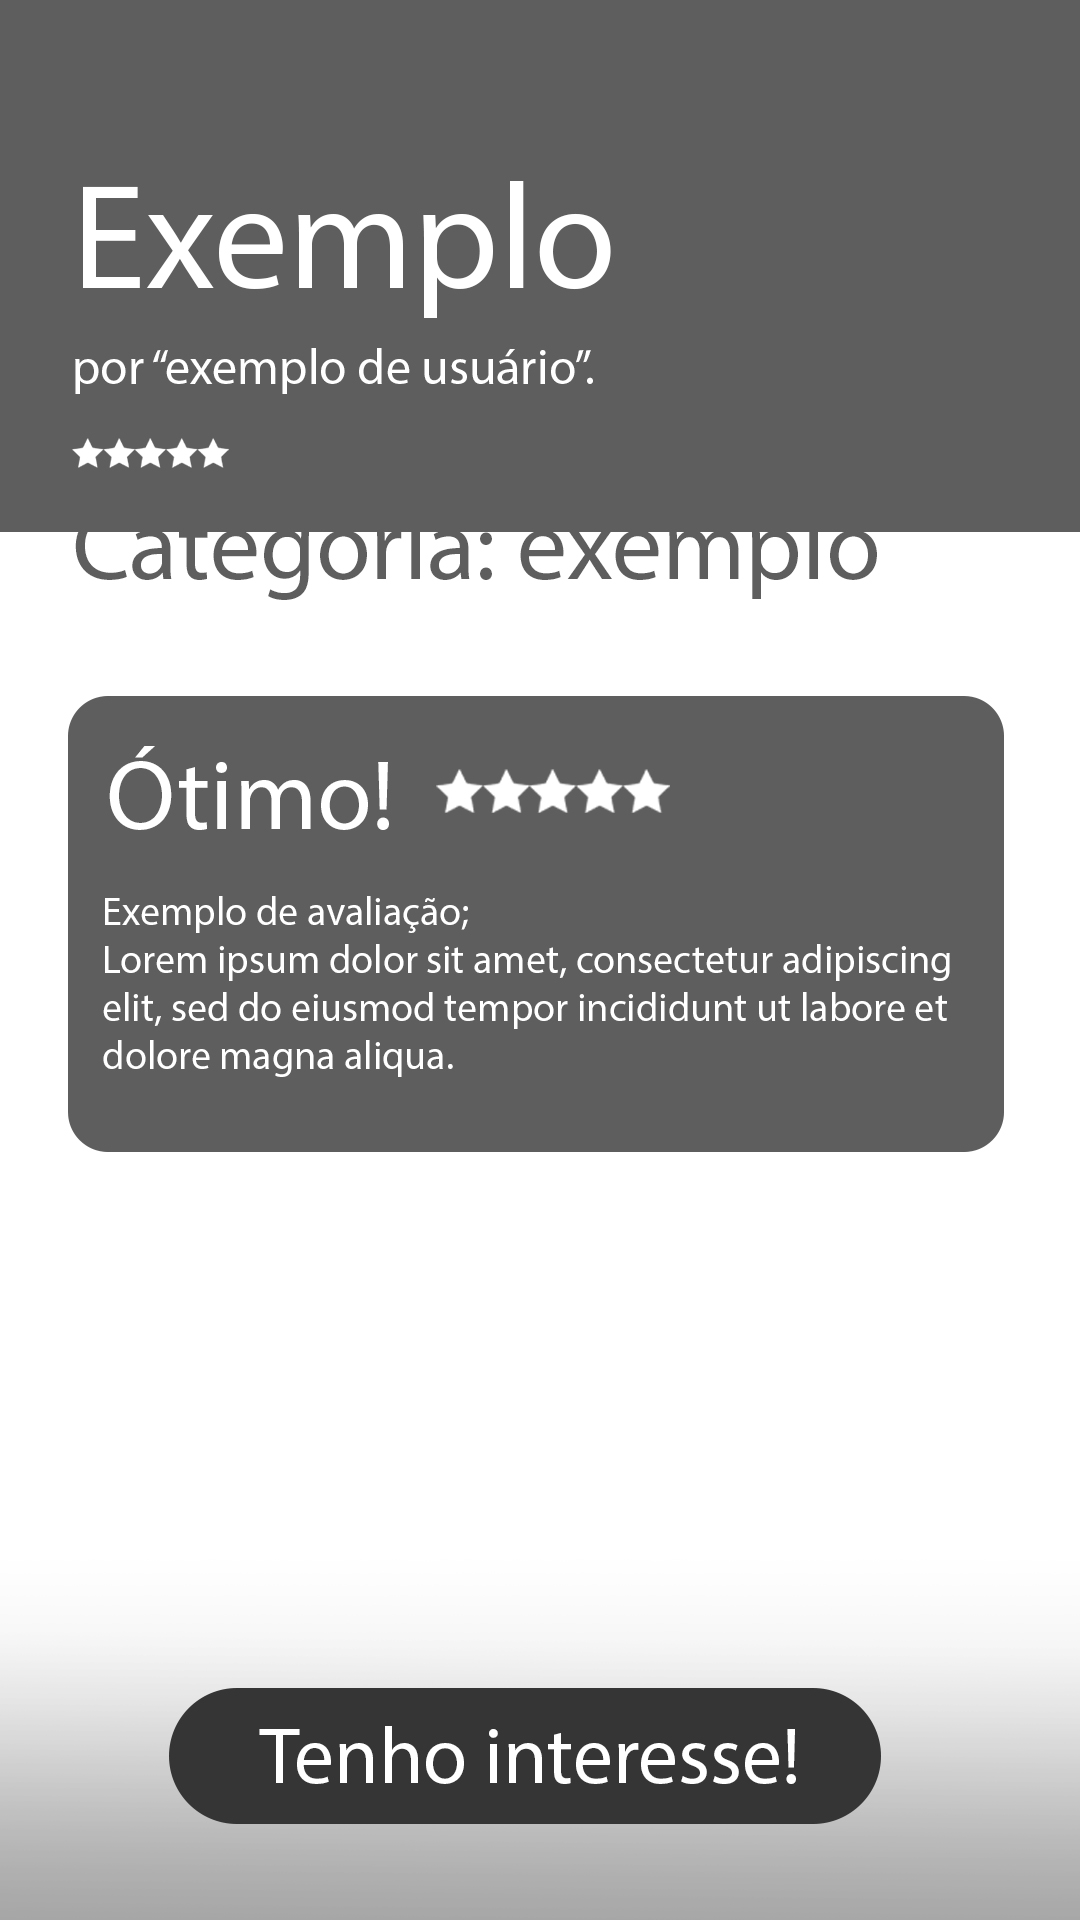 Exemplo
por “exemplo de usuário”.
Categoria: exemplo
Ótimo!
Exemplo de avaliação;
Lorem ipsum dolor sit amet, consectetur adipiscing
elit, sed do eiusmod tempor incididunt ut labore et
dolore magna aliqua.
Tenho interesse!